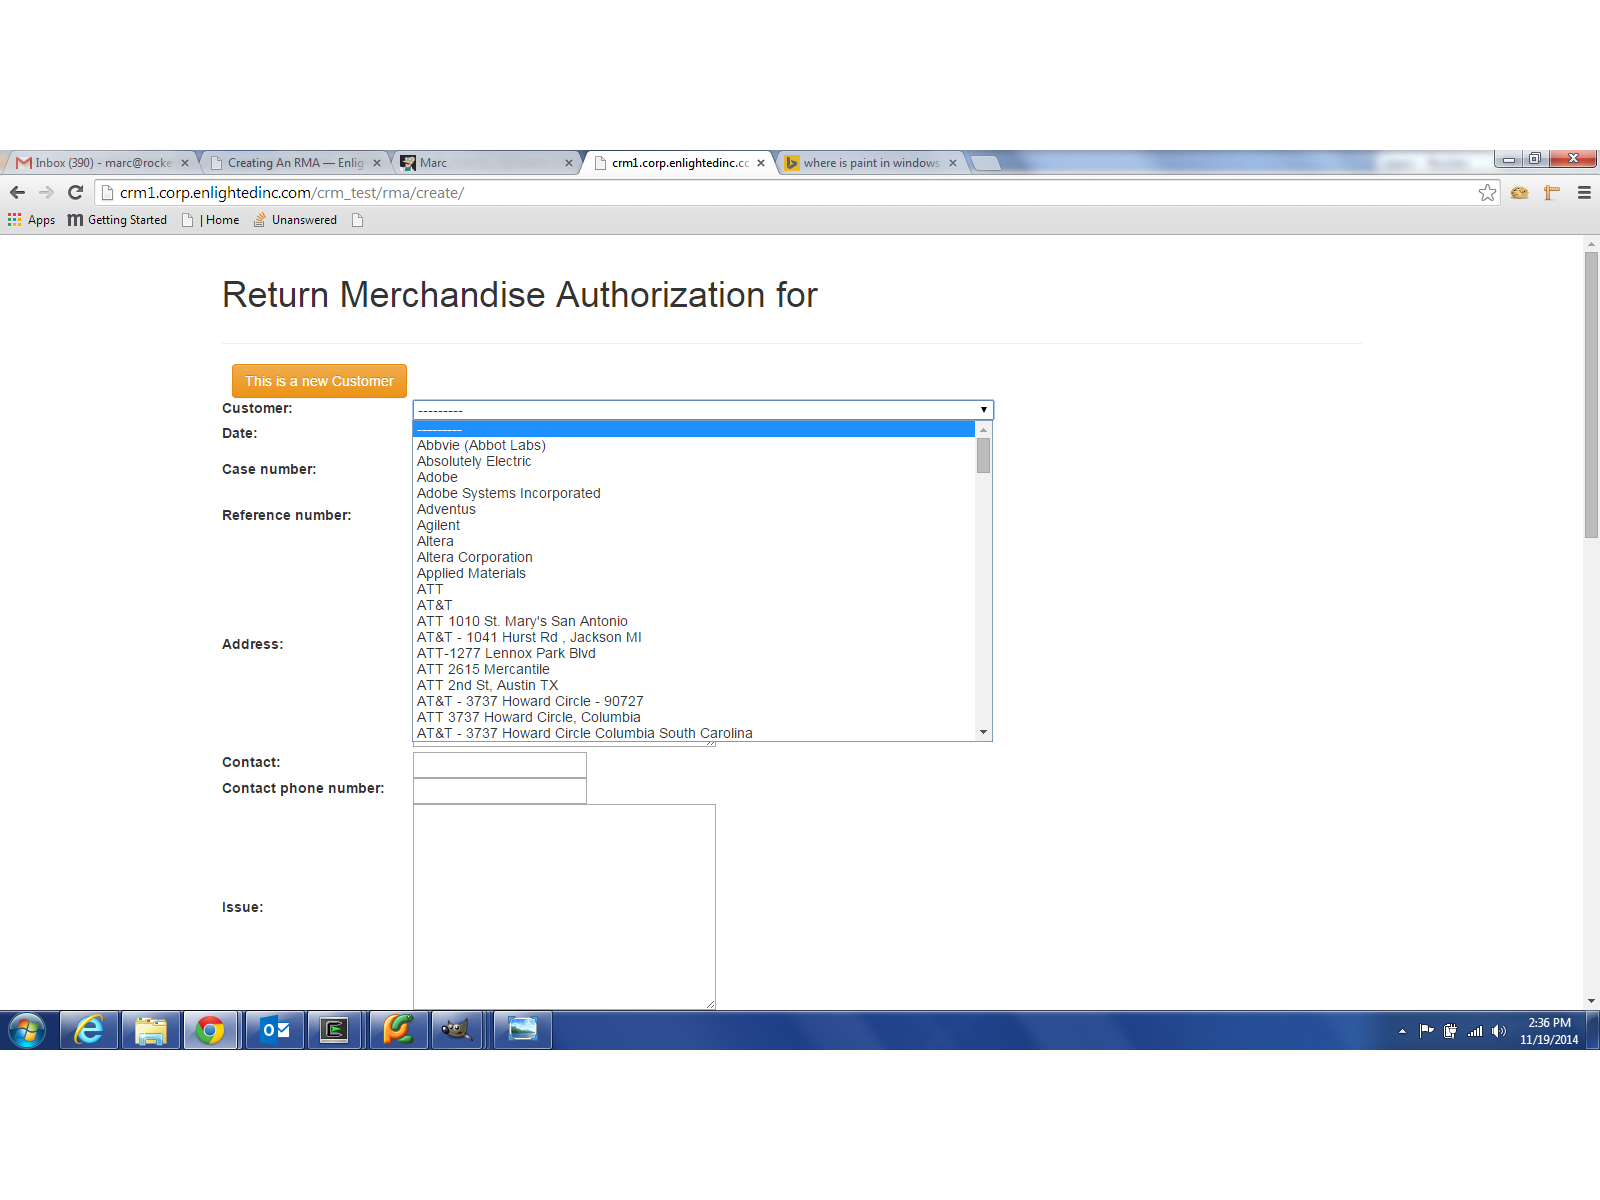 Inbox (390) - marc@rocke
Creating An RMA — Enlig
Marc
crm1.corp.enlightedinc.cc
where is paint in windows
crm1.corp.enlightedinc.com/crm_test/rma/create/
Apps
Getting Started
| Home
Unanswered
Return Merchandise Authorization for
This is a new Customer
Customer:
---------
Date:
---------
Abbvie (Abbot Labs)
Absolutely Electric
Case number:
Adobe
Adobe Systems Incorporated
Adventus
Reference number:
Agilent
Altera
Altera Corporation
Applied Materials
ATT
AT&T
ATT 1010 St. Mary's San Antonio
AT&T - 1041 Hurst Rd , Jackson MI
Address:
ATT-1277 Lennox Park Blvd
ATT 2615 Mercantile
ATT 2nd St, Austin TX
AT&T - 3737 Howard Circle - 90727
ATT 3737 Howard Circle, Columbia
AT&T - 3737 Howard Circle Columbia South Carolina
Contact:
Contact phone number:
Issue:
2:36 PM
11/19/2014